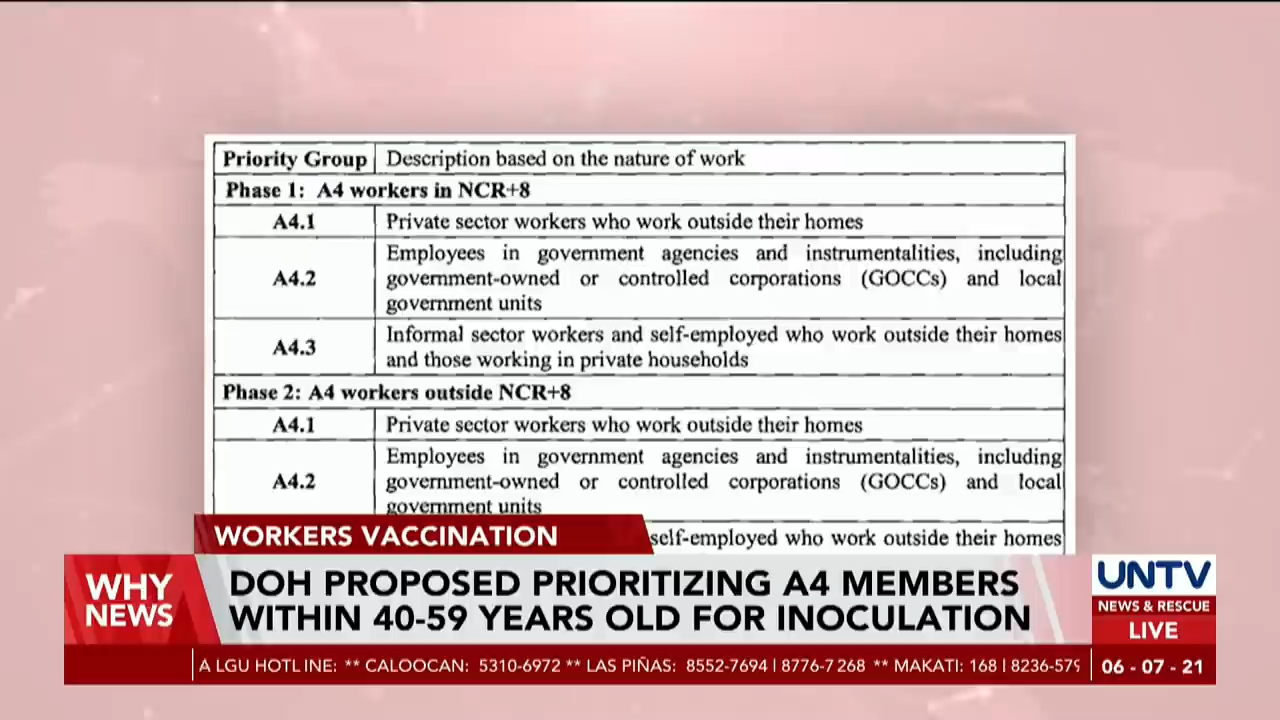 Priority Group Description based on the nature of work
Phase 1: A4 workers in NCR+8
A4.1 Private sector workers who work outside their homes
Employees in government agencies and instrumentalities, including
A4.2 government-owned or controlled corporations (GOCCs) and local
government units
A4.3 Informal sector workers and self-employed who work outside their homes
and those working in private households
Phase 2: A4 workers outside NCR+8
A4.1 Private sector workers who work outside their homes
Employees in government agencies and instrumentalities, including
A4.2 government-owned or controlled corporations (GOCCs) and local
government units
self-employed who work outside their homes
WORKERS VACCINATION
WHY NEWS
DOH PROPOSED PRIORITIZING A4 MEMBERS
WITHIN 40-59 YEARS OLD FOR INOCULATION
UNTV
NEWS & RESCUE
LIVE
A LGU HOTLINE: ** CALOOCAN: 5310-6972 ** LAS PIÑAS: 8552-7694 | 8776-7268 ** MAKATI: 168 | 8236-579
06 - 07 - 21